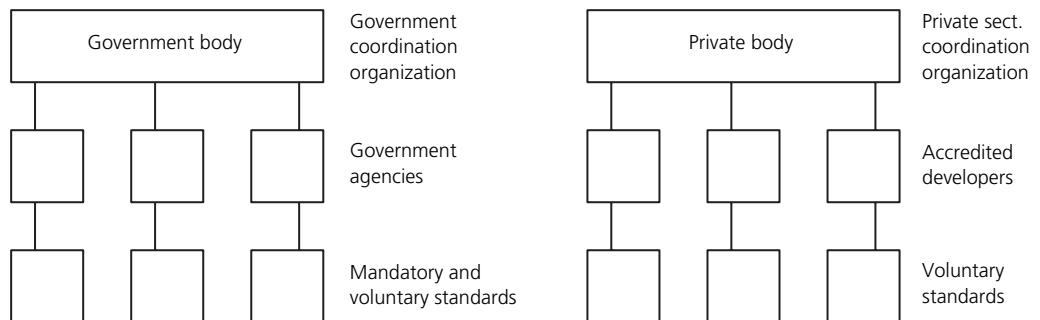 Government body
Government
coordination
organization
Government
agencies
Mandatory and
voluntary standards
Private body
Private sect.
coordination
organization
Accredited
developers
Voluntary
standards